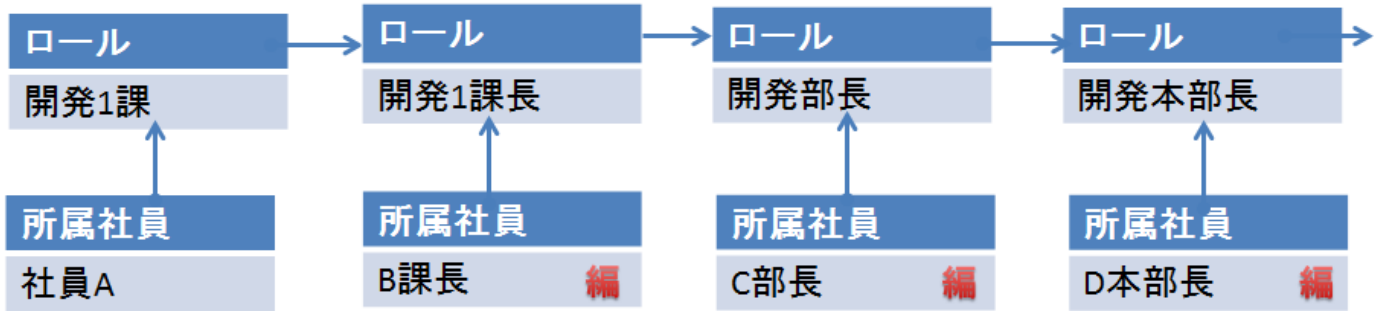 ロール
開発1課
ロール
開発1課長
ロール
開発部長
ロール
開発本部長
所属社員
社員A
所属社員
B課長 編
所属社員
C部長 編
所属社員
D本部長 編